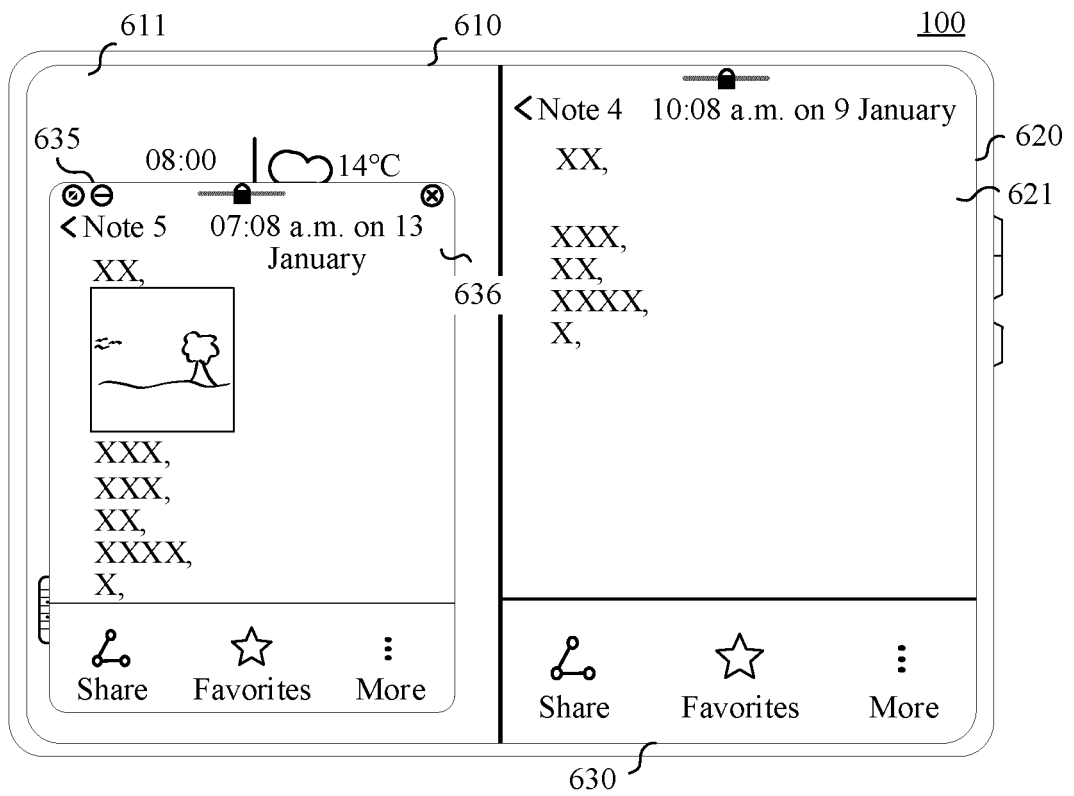 611
610
100
635
08:00
14°C
Note 5
07:08 a.m. on 13
January
XX,
XXX,
XXX,
XX,
XXXX,
X,
Share
Favorites
More
636
Note 4
10:08 a.m. on 9 January
XX,
XXX,
XX,
XXXX,
X,
Share
Favorites
More
620
621
630